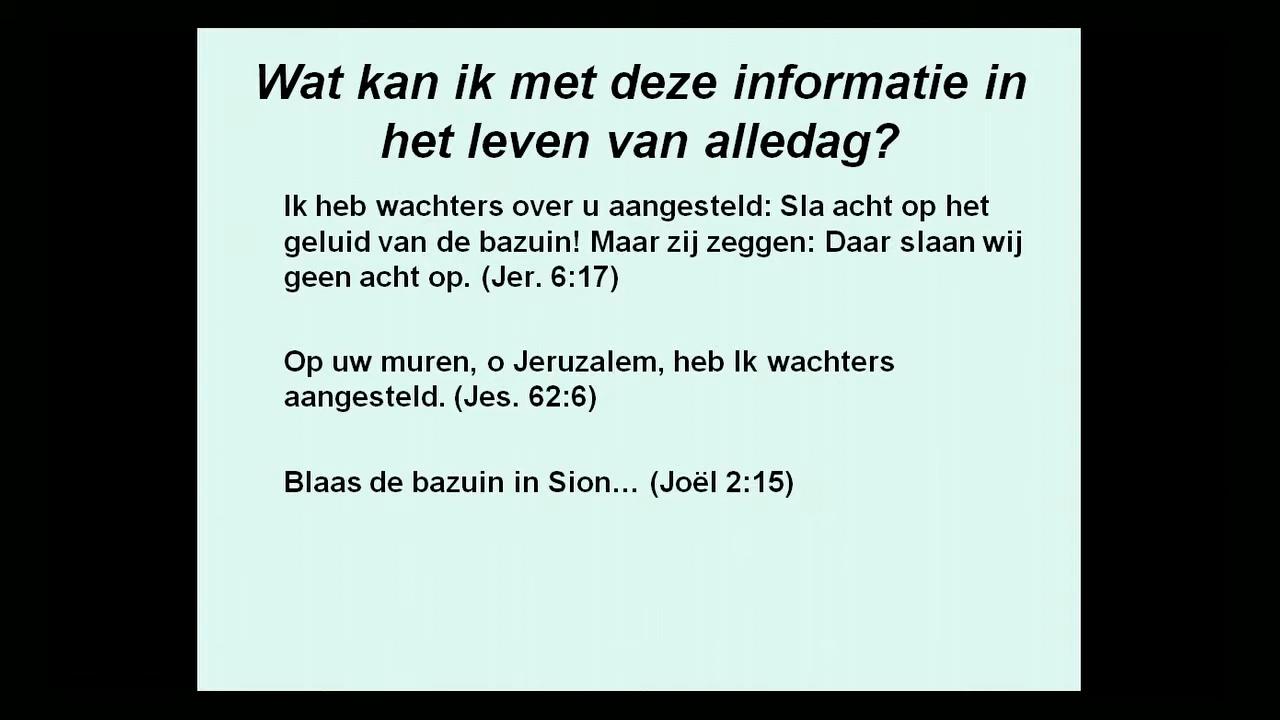 Wat kan ik met deze informatie in
het leven van alledag?
Ik heb wachters over u aangesteld: Sla acht op het
geluid van de bazuin! Maar zij zeggen: Daar slaan wij
geen acht op. (Jer. 6:17)
Op uw muren, o Jeruzalem, heb Ik wachters
aangesteld. (Jes. 62:6)
Blaas de bazuin in Sion... (Joël 2:15)